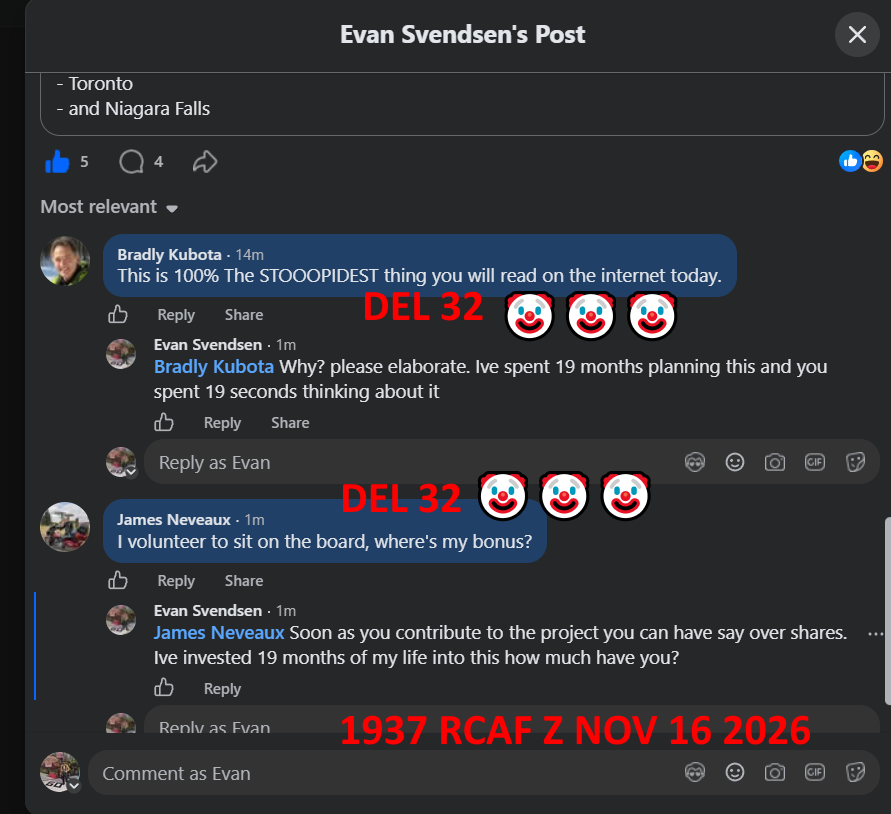 Evan Svendsen's Post
- Toronto
- and Niagara Falls
5
4
Most relevant
Bradly Kubota · 14m
This is 100% The STOOOPIDEST thing you will read on the internet today.
DEL 32
Reply Share
Evan Svendsen · 1m
Bradly Kubota Why? please elaborate. Ive spent 19 months planning this and you
spent 19 seconds thinking about it
Reply Share
Reply as Evan
GIF
DEL 32
James Neveaux · 1m
I volunteer to sit on the board, where's my bonus?
Reply Share
Evan Svendsen · 1m
James Neveaux Soon as you contribute to the project you can have say over shares.
Ive invested 19 months of my life into this how much have you?
Reply
Reply as Evan
1937 RCAF Z NOV 16 2026
Comment as Evan
GIF